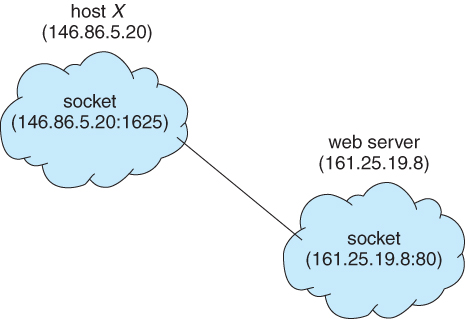 host X
(146.86.5.20)
socket
(146.86.5.20:1625)
web server
(161.25.19.8)
socket
(161.25.19.8:80)